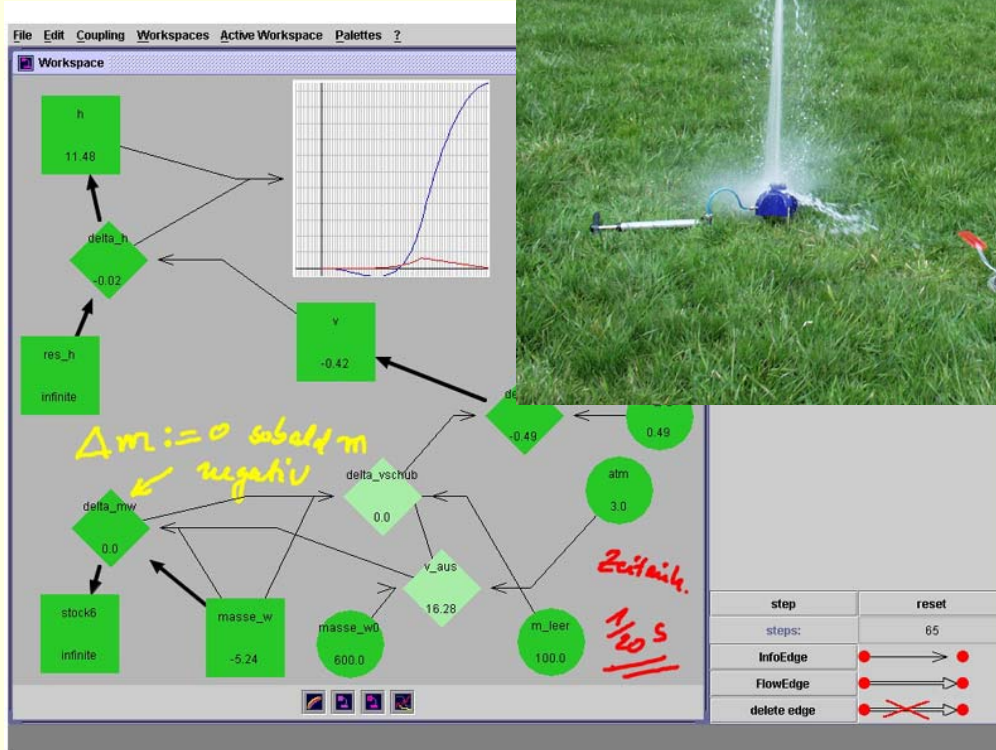 File Edit Coupling Workspaces Active Workspace Palettes ?
Workspace
h
11.48
delta_h
-0.02
res_h
infinite
v
-0.42
de
-0.49
0.49
Δm := 0 sobald m
negativ
delta_mw
0.0
delta_vschub
0.0
atm
3.0
v_aus
16.28
stock6
infinite
masse_w
-5.24
masse_w0
600.0
m_leer
100.0
Zeiteinh.
1/20 s
step reset
steps: 65
InfoEdge
FlowEdge
delete edge